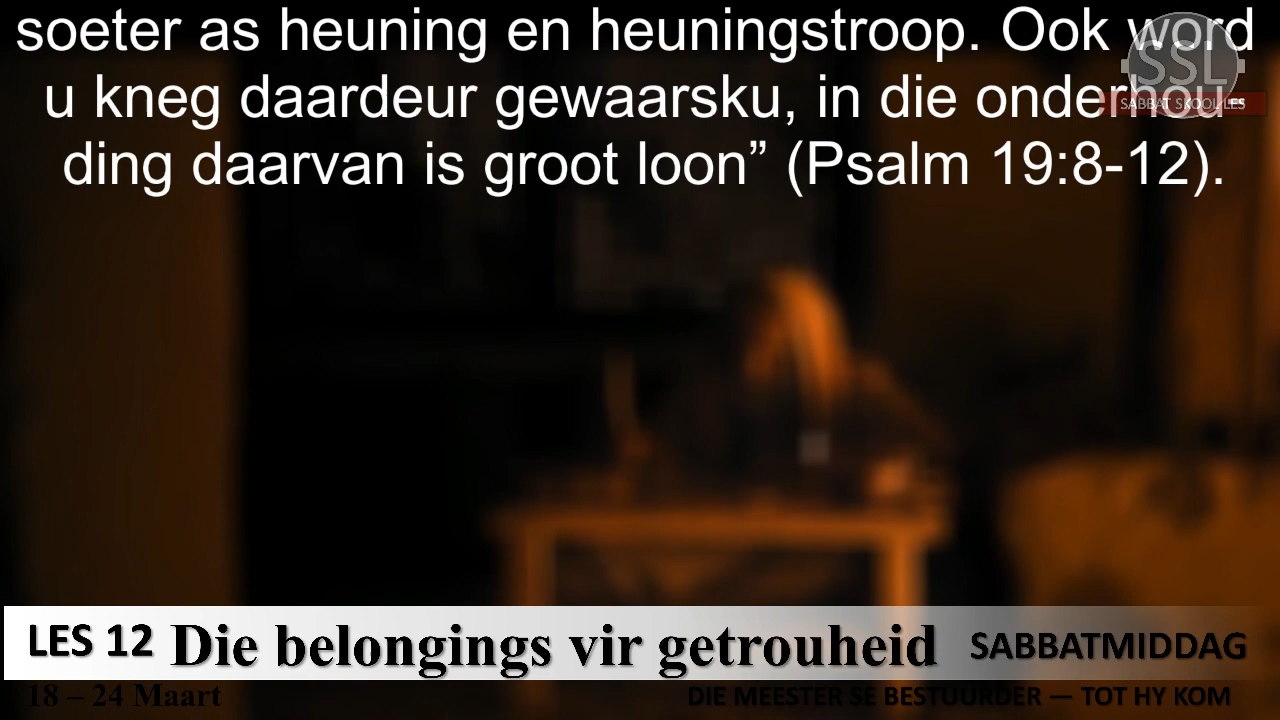 soeter as heuning en heuningstroop. Ook word
u kneg daardeur gewaarsku, in die onderhou-
ding daarvan is groot loon” (Psalm 19:8-12).
SSL
SABBAT SKOOL LES
LES 12 Die belongings vir getrouheid SABBATMIDDAG
18 – 24 Maart DIE MEESTER SE BESTUURDER — TOT HY KOM